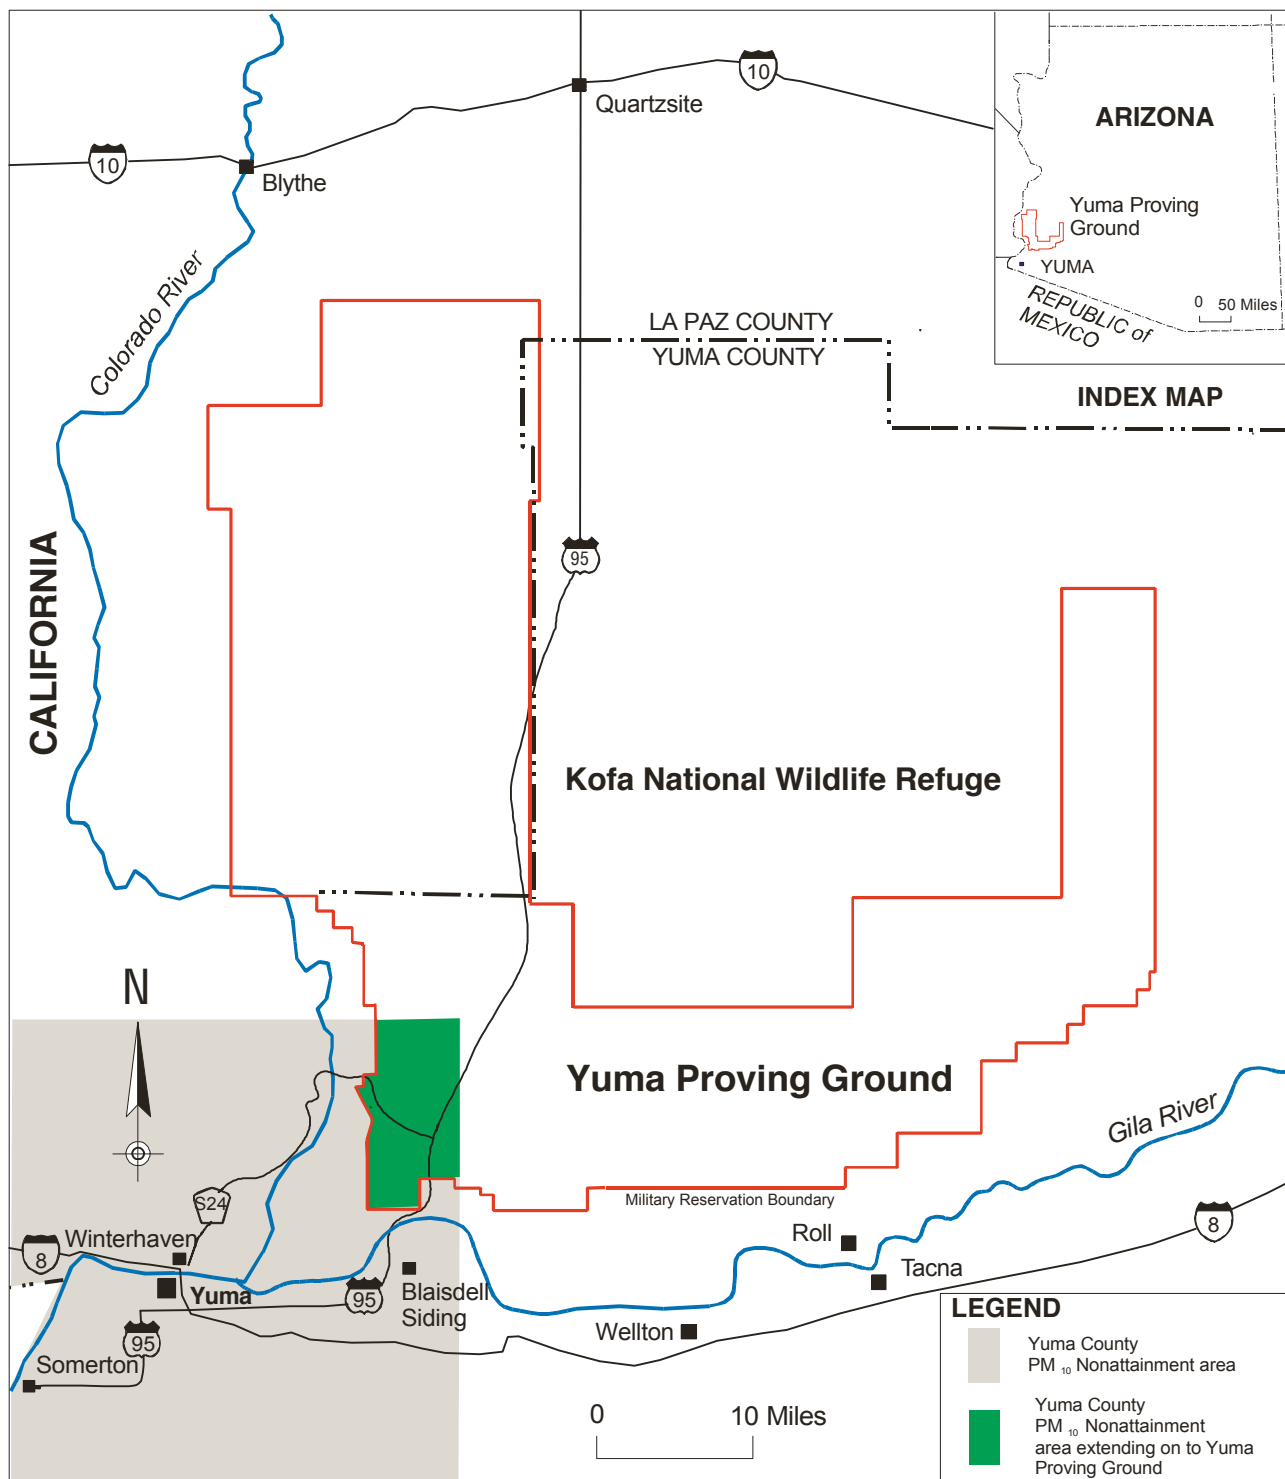 10
Quartzsite
10
Blythe
Colorado River
ARIZONA
Yuma Proving
Ground
YUMA
REPUBLIC of
MEXICO
0 50 Miles
INDEX MAP
LA PAZ COUNTY
YUMA COUNTY
CALIFORNIA
95
Kofa National Wildlife Refuge
N
Yuma Proving Ground
Gila River
Military Reservation Boundary
S24
8
Winterhaven
8
Roll
Tacna
Yuma
95
Blaisdell
Siding
95
Wellton
Somerton
0 10 Miles
LEGEND
Yuma County
PM 10 Nonattainment area
Yuma County
PM 10 Nonattainment
area extending on to Yuma
Proving Ground